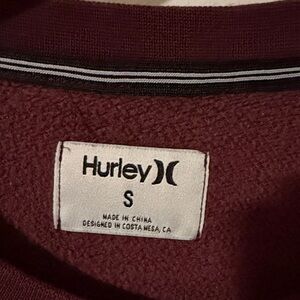 Hurley
S
MADE IN CHINA
DESIGNED IN COSTA MESA, CA